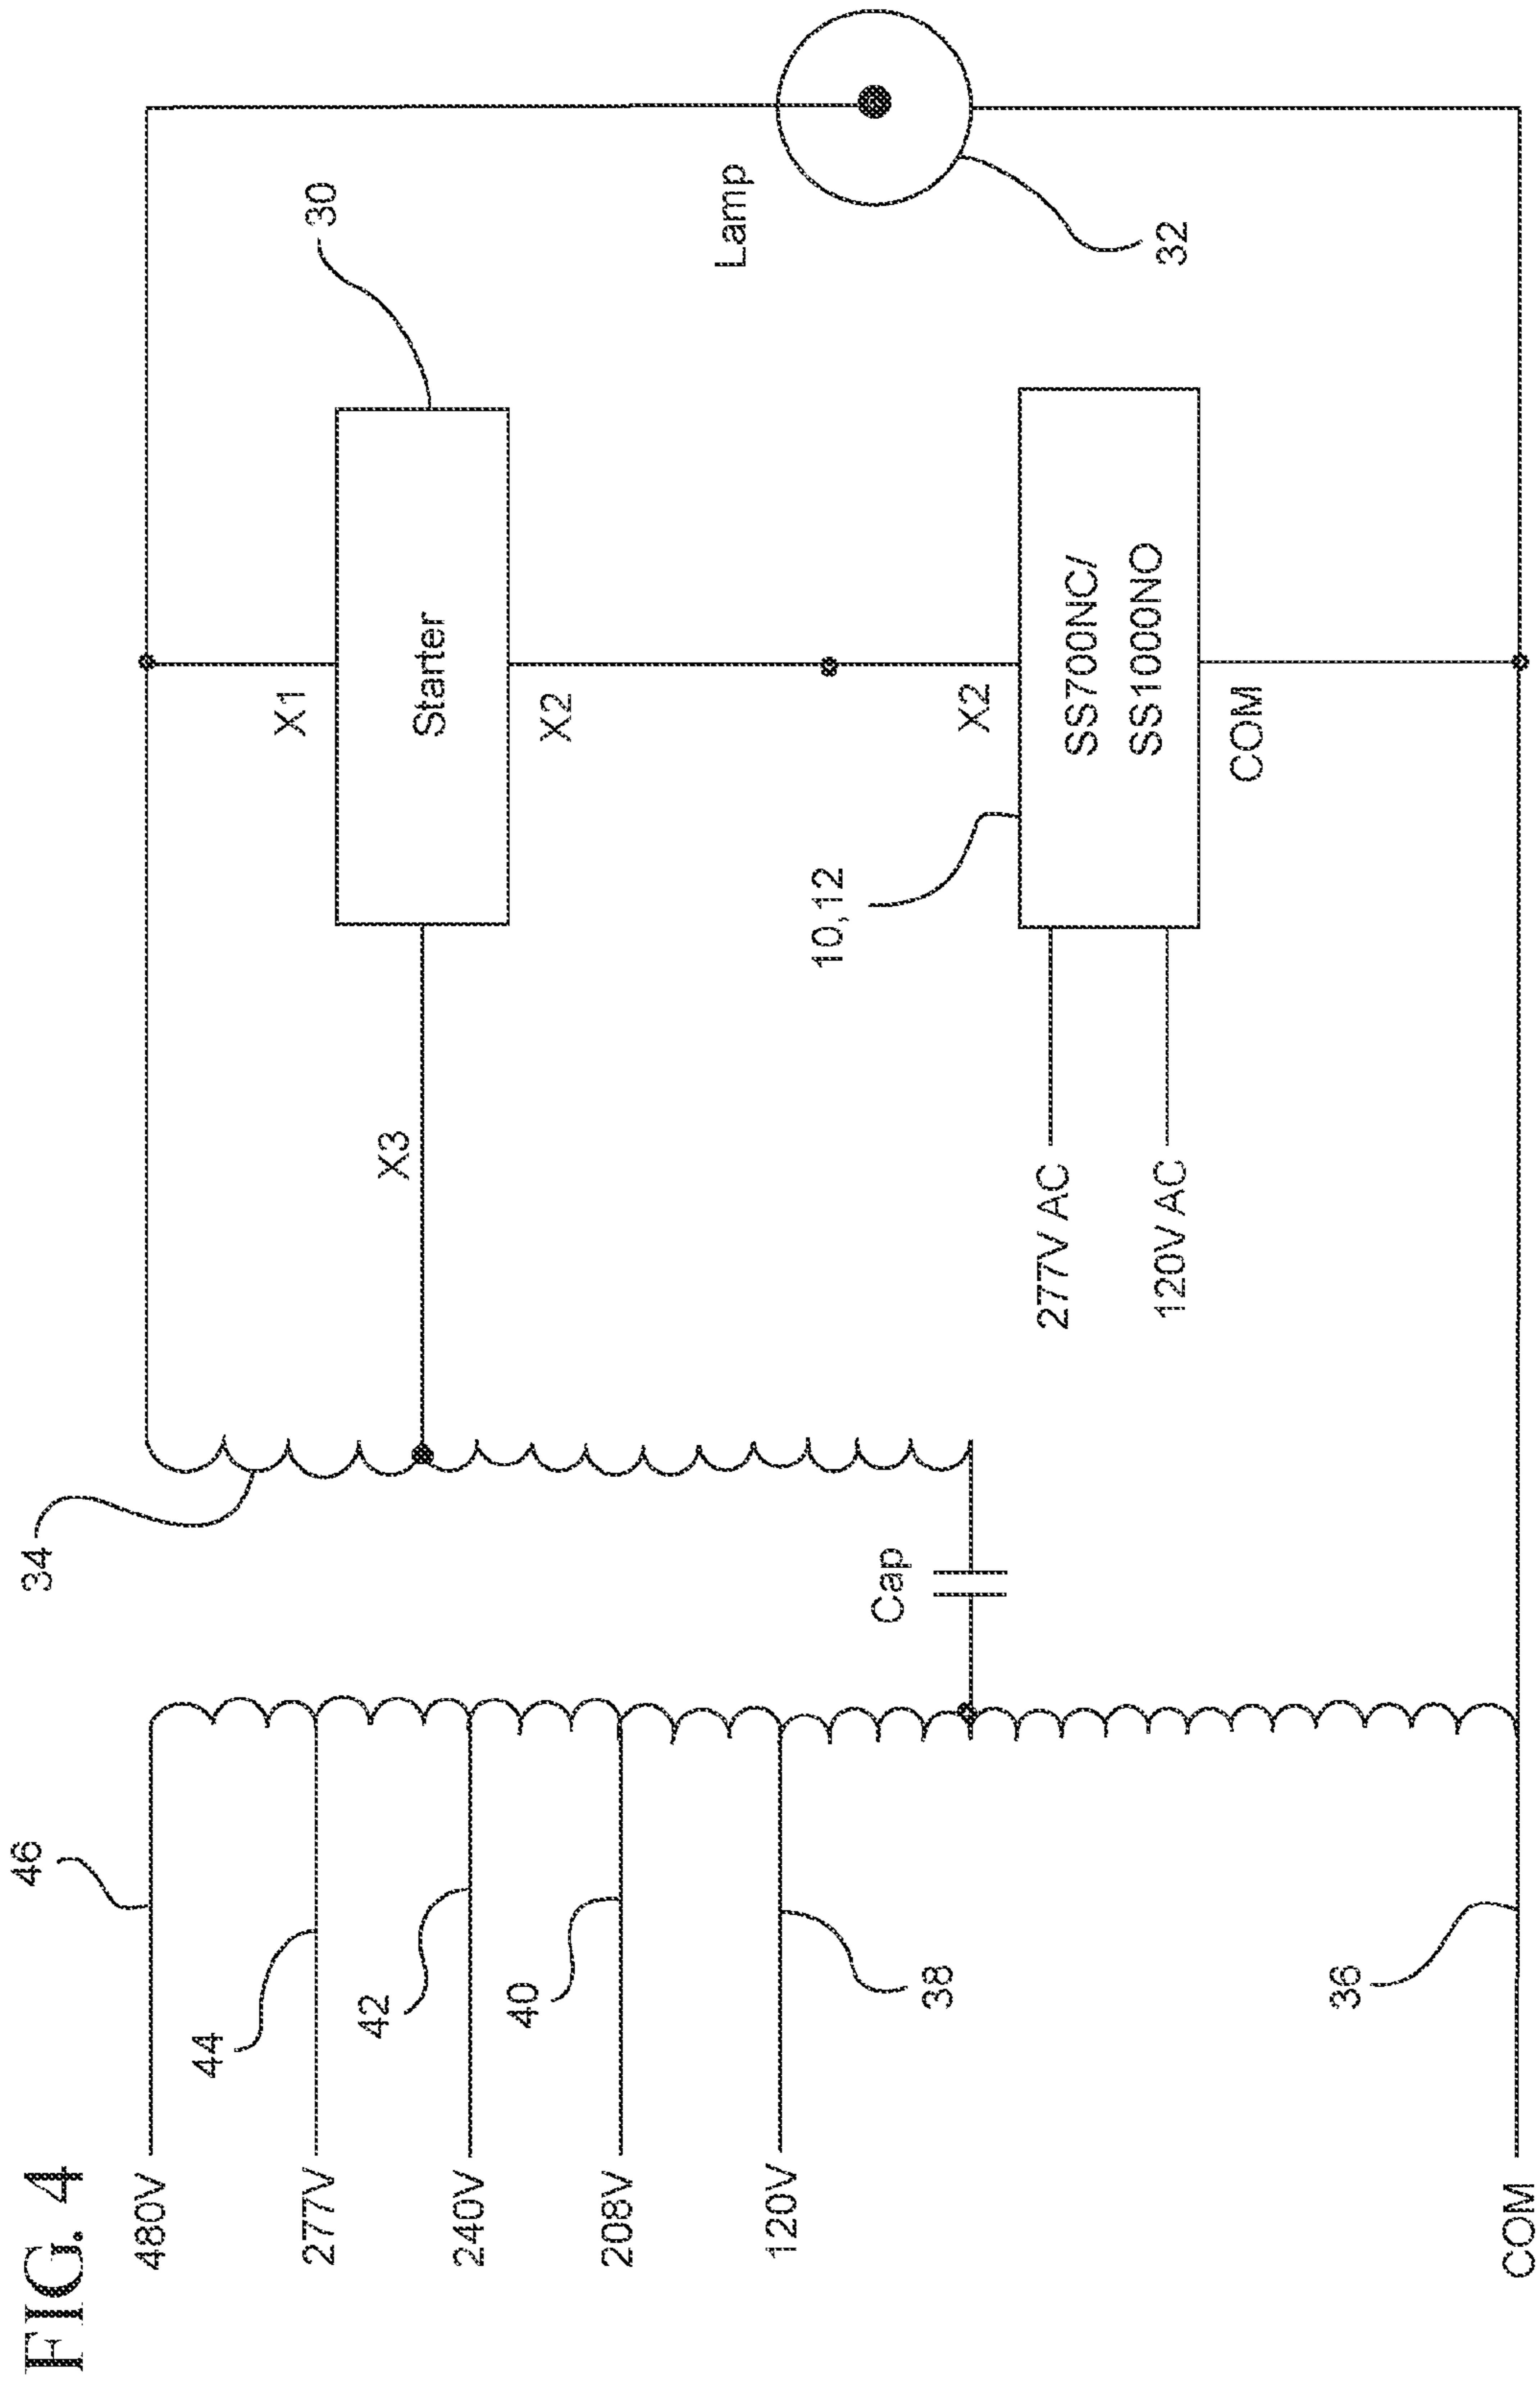 FIG. 4
46
480V
44
277V
42
240V
40
208V
38
120V
36
COM
34
Cap
X3
X1
30
Starter
X2
10,12
X2
SS700NC/
SS1000NO
COM
277V AC
120V AC
Lamp
32